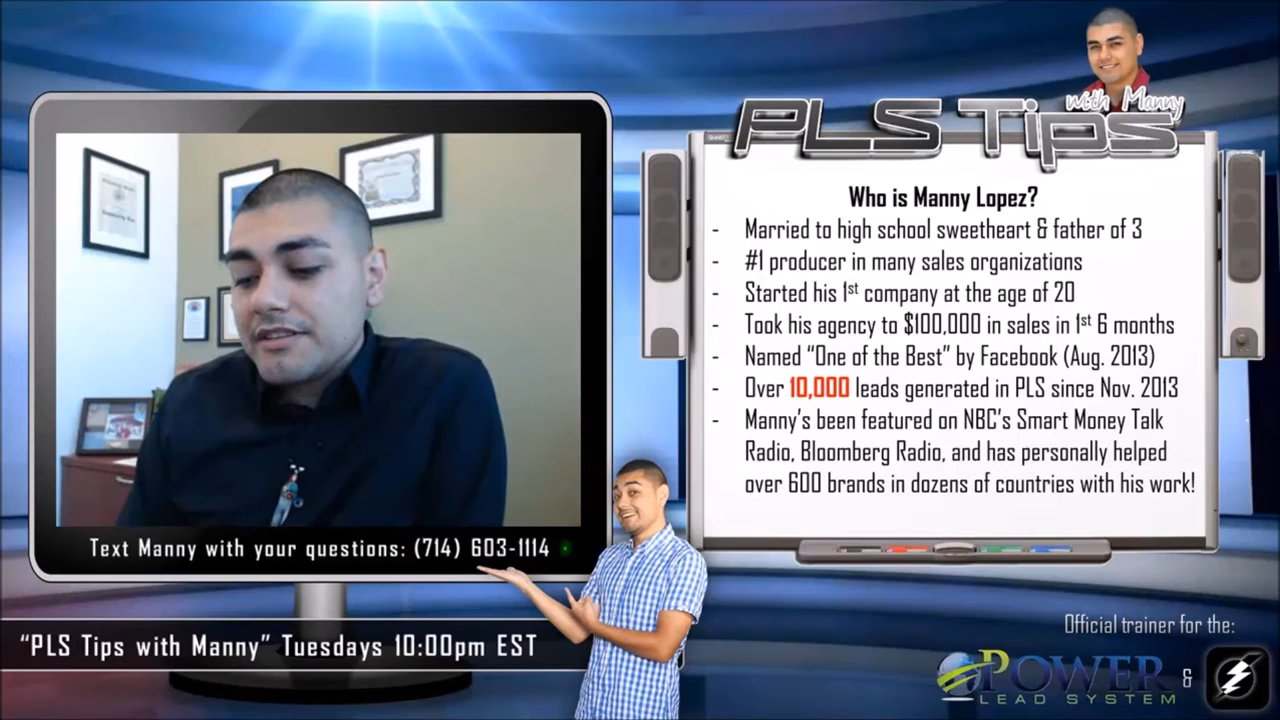 PLS Tips
with Manny
Who is Manny Lopez?
- Married to high school sweetheart & father of 3
- #1 producer in many sales organizations
- Started his 1st company at the age of 20
- Took his agency to $100,000 in sales in 1st 6 months
- Named “One of the Best” by Facebook (Aug. 2013)
- Over 10,000 leads generated in PLS since Nov. 2013
- Manny's been featured on NBC's Smart Money Talk
Radio, Bloomberg Radio, and has personally helped
over 600 brands in dozens of countries with his work!
Text Manny with your questions: (714) 603-1114
“PLS Tips with Manny” Tuesdays 10:00pm EST
Official trainer for the:
POWER &
LEAD SYSTEM